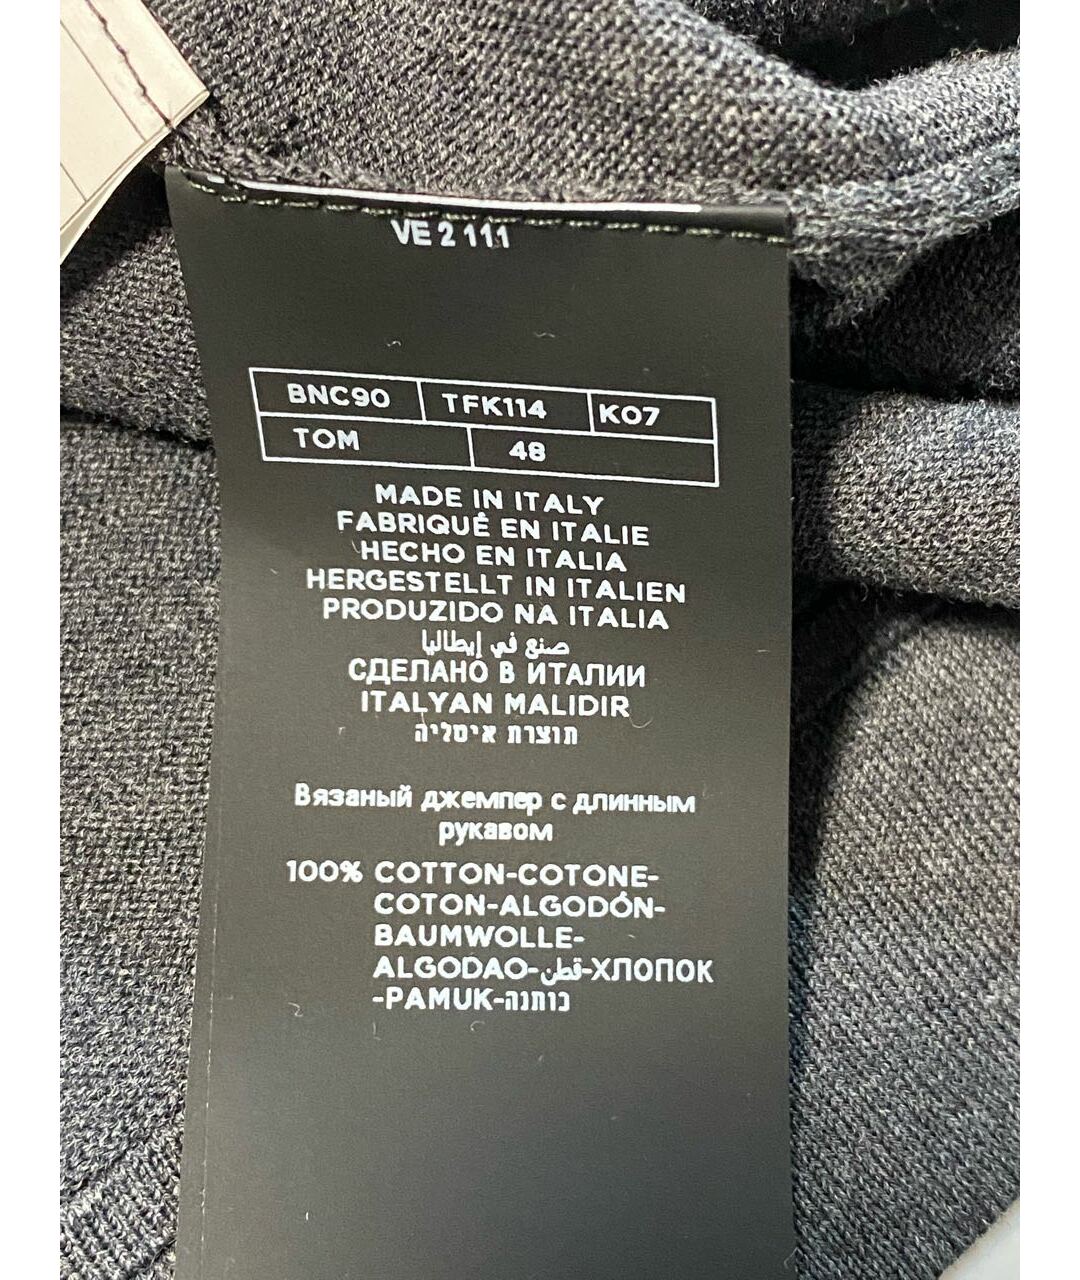 VE 2 111
BNC90 TFK114 K07
TOM 48
MADE IN ITALY
FABRIQUÉ EN ITALIE
HECHO EN ITALIA
HERGESTELLT IN ITALIEN
PRODUZIDO NA ITALIA
صنع في إيطاليا
СДЕЛАНО В ИТАЛИИ
ITALYAN MALIDIR
תוצרת איטליה
Вязаный джемпер с длинным
рукавом
100% COTTON-COTONE-
COTON-ALGODÓN-
BAUMWOLLE-
ALGODAO-قطن-ХЛОПОК
-PAMUK-כותנה